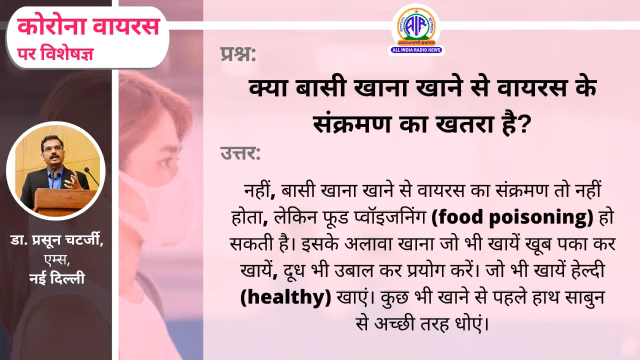 कोरोना वायरस
पर विशेषज्ञ
AIR
ALL INDIA RADIO NEWS
प्रश्न:
क्या बासी खाना खाने से वायरस के
संक्रमण का खतरा है?
उत्तर:
नहीं, बासी खाना खाने से वायरस का संक्रमण तो नहीं
होता, लेकिन फूड प्वॉइजनिंग (food poisoning) हो
सकती है। इसके अलावा खाना जो भी खायें खूब पका कर
खायें, दूध भी उबाल कर प्रयोग करें। जो भी खायें हेल्दी
(healthy) खाएं। कुछ भी खाने से पहले हाथ साबुन
से अच्छी तरह धोएं।
डा. प्रसून चटर्जी,
एम्स,
नई दिल्ली